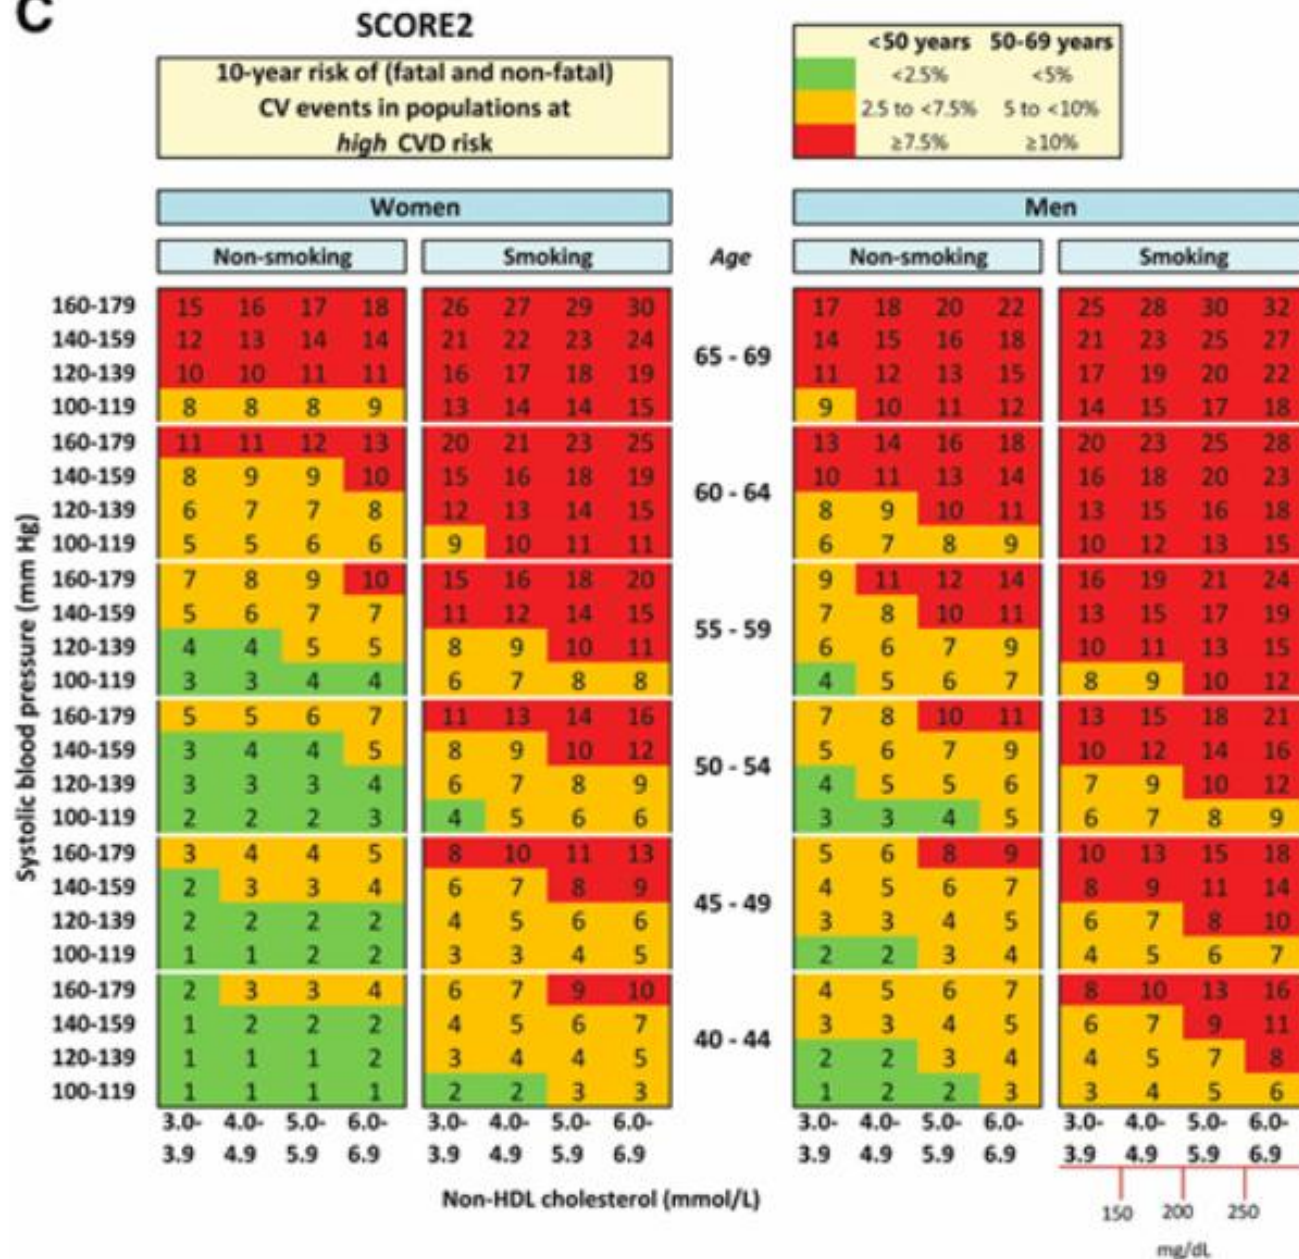 C
SCORE2
10-year risk of (fatal and non-fatal)
CV events in populations at
high CVD risk
<50 years 50-69 years
<2.5% <5%
2.5 to <7.5% 5 to <10%
≥7.5% ≥10%
Women Men
Non-smoking Smoking Age Non-smoking Smoking
Systolic blood pressure (mm Hg)
160-179 15 16 17 18 26 27 29 30 17 18 20 22 25 28 30 32
140-159 12 13 14 14 21 22 23 24 14 15 16 18 21 23 25 27
65 - 69
120-139 10 10 11 11 16 17 18 19 11 12 13 15 17 19 20 22
100-119 8 8 8 9 13 14 14 15 9 10 11 12 14 15 17 18
160-179 11 11 12 13 20 21 23 25 13 14 16 18 20 23 25 28
140-159 8 9 9 10 15 16 18 19 10 11 13 14 16 18 20 23
60 - 64
120-139 6 7 7 8 12 13 14 15 8 9 10 11 13 15 16 18
100-119 5 5 6 6 9 10 11 11 6 7 8 9 10 12 13 15
160-179 7 8 9 10 15 16 18 20 9 11 12 14 16 19 21 24
140-159 5 6 7 7 11 12 14 15 7 8 10 11 13 15 17 19
55 - 59
120-139 4 4 5 5 8 9 10 11 6 6 7 9 10 11 13 15
100-119 3 3 4 4 6 7 8 8 4 5 6 7 8 9 10 12
160-179 5 5 6 7 11 13 14 16 7 8 10 11 13 15 18 21
140-159 3 4 4 5 8 9 10 12 5 6 7 9 10 12 14 16
50 - 54
120-139 3 3 3 4 6 7 8 9 4 5 5 6 7 9 10 12
100-119 2 2 2 3 4 5 6 6 3 3 4 5 6 7 8 9
160-179 3 4 4 5 8 10 11 13 5 6 8 9 10 13 15 18
140-159 2 3 3 4 6 7 8 9 4 5 6 7 8 9 11 14
45 - 49
120-139 2 2 2 2 4 5 6 6 3 3 4 5 6 7 8 10
100-119 1 1 2 2 3 3 4 5 2 2 3 4 4 5 6 7
160-179 2 3 3 4 6 7 9 10 4 5 6 7 8 10 13 16
140-159 1 2 2 2 4 5 6 7 3 3 4 5 6 7 9 11
40 - 44
120-139 1 1 1 2 3 4 4 5 2 2 3 4 4 5 7 8
100-119 1 1 1 1 2 2 3 3 1 2 2 3 3 4 5 6
3.0- 4.0- 5.0- 6.0- 3.0- 4.0- 5.0- 6.0- 3.0- 4.0- 5.0- 6.0- 3.0- 4.0- 5.0- 6.0-
3.9 4.9 5.9 6.9 3.9 4.9 5.9 6.9 3.9 4.9 5.9 6.9 3.9 4.9 5.9 6.9
Non-HDL cholesterol (mmol/L)
150 200 250
mg/dL